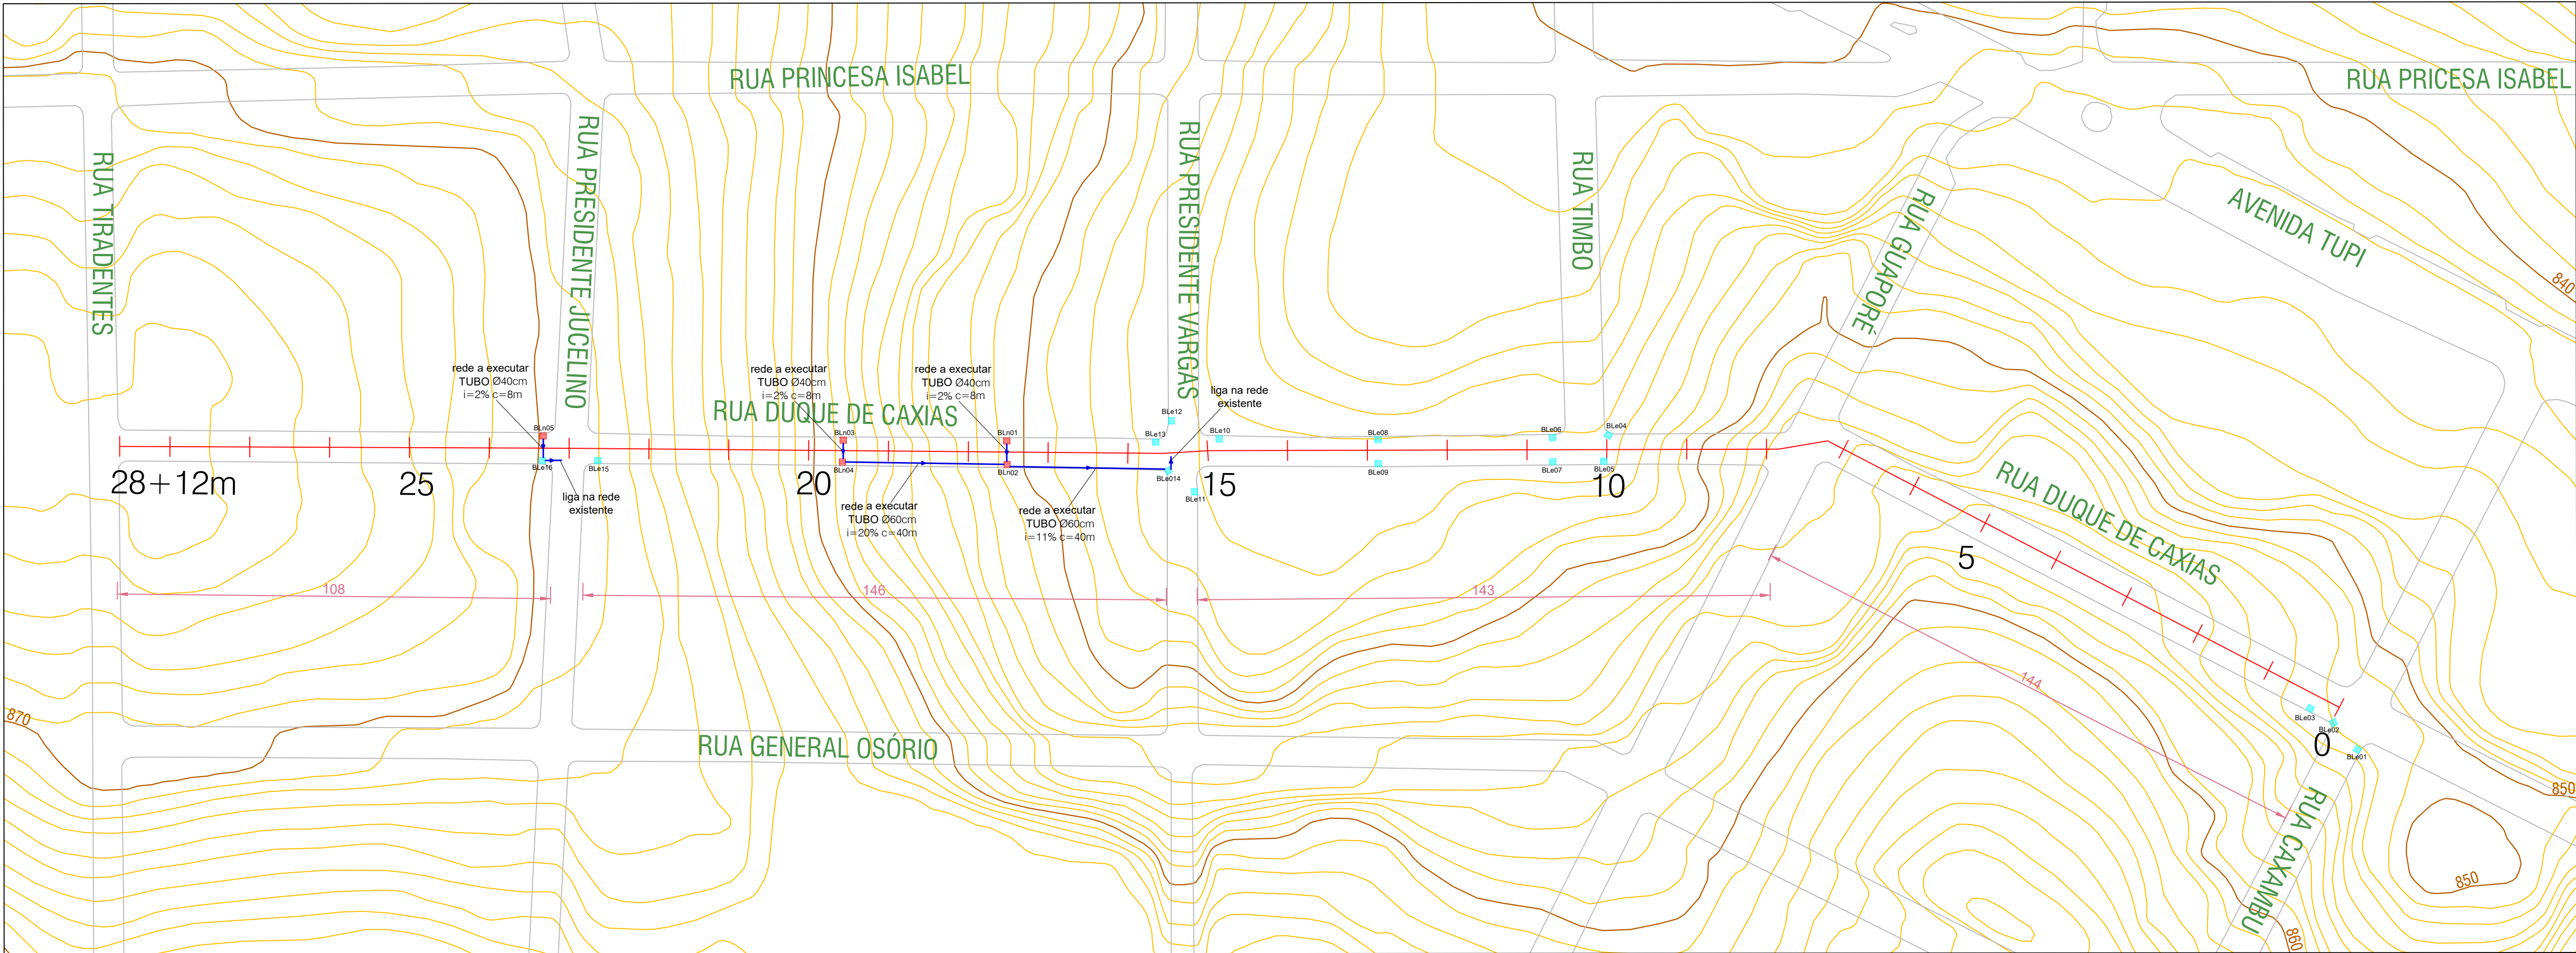 RUA PRINCESA ISABEL
RUA PRICESA ISABEL
RUA TIRADENTES
RUA PRESIDENTE JUCELINO
RUA PRESIDENTE VARGAS
RUA TIMBO
RUA GUAPORÉ
AVENIDA TUPI
840
rede a executar
TUBO Ø40cm
i=2% c=8m
rede a executar
TUBO Ø40cm
i=2% c=8m
rede a executar
TUBO Ø40cm
i=2% c=8m
liga na rede
existente
RUA DUQUE DE CAXIAS
BLn05
BLn03
BLn01
BLe12
BLe13
BLe10
BLe08
BLe06
BLe04
BLe16
BLe15
BLn04
BLn02
BLe014
BLe11
BLe09
BLe07
BLe05
28+12m
25
20
15
10
5
0
liga na rede
existente
rede a executar
TUBO Ø60cm
i=20% c=40m
rede a executar
TUBO Ø60cm
i=11% c=40m
RUA DUQUE DE CAXIAS
108
146
143
144
870
RUA GENERAL OSÓRIO
BLe03
BLe02
BLe01
RUA CAXAMBU
850
850
860